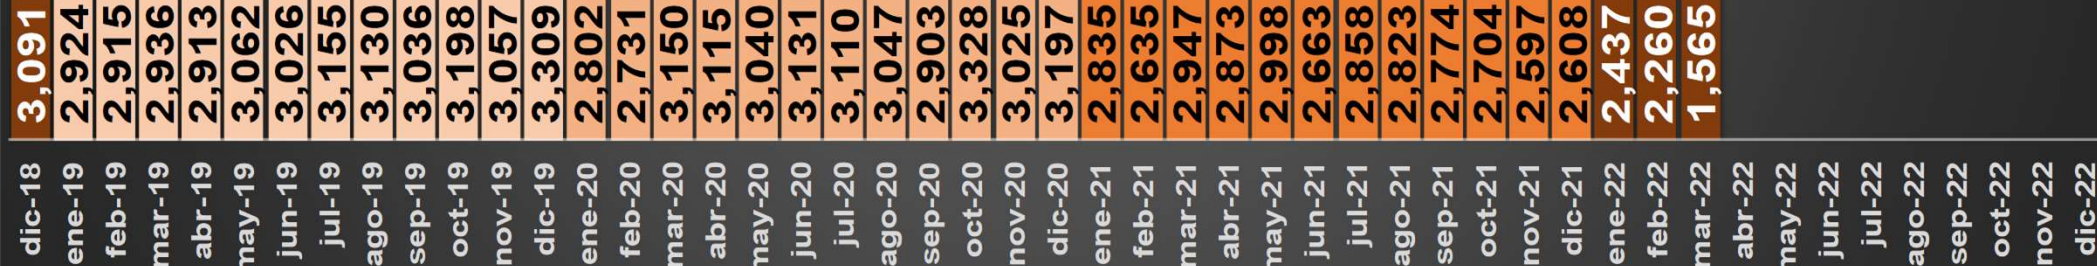 3,091 2,924 2,915 2,936 2,913 3,062 3,026 3,155 3,130 3,036 3,198 3,057 3,309 2,802 2,731 3,150 3,115 3,040 3,131 3,110 3,047 2,903 3,328 3,025 3,197 2,835 2,635 2,947 2,873 2,998 2,663 2,858 2,823 2,774 2,704 2,597 2,608 2,437 2,260 1,565
dic-18 ene-19 feb-19 mar-19 abr-19 may-19 jun-19 jul-19 ago-19 sep-19 oct-19 nov-19 dic-19 ene-20 feb-20 mar-20 abr-20 may-20 jun-20 jul-20 ago-20 sep-20 oct-20 nov-20 dic-20 ene-21 feb-21 mar-21 abr-21 may-21 jun-21 jul-21 ago-21 sep-21 oct-21 nov-21 dic-21 ene-22 feb-22 mar-22 abr-22 may-22 jun-22 jul-22 ago-22 sep-22 oct-22 nov-22 dic-22